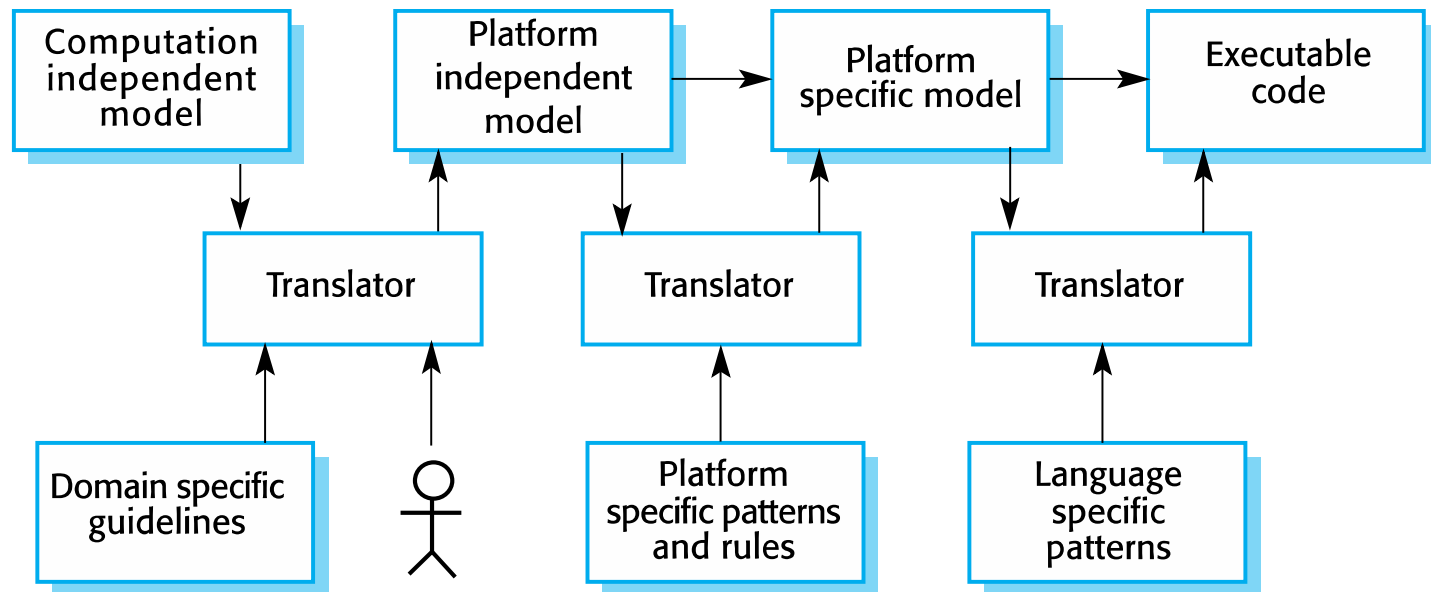 Computation
independent
model
Platform
independent
model
Platform
specific model
Executable
code
Translator
Translator
Translator
Domain specific
guidelines
Platform
specific patterns
and rules
Language
specific
patterns